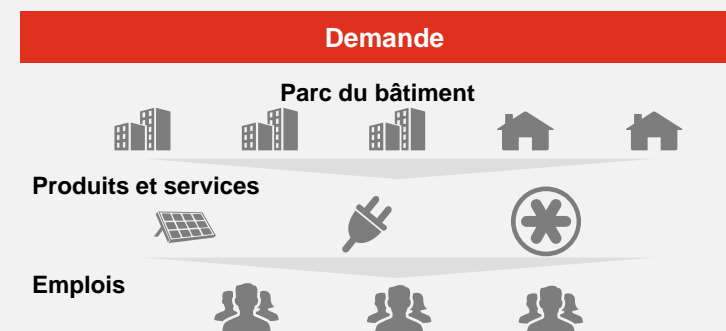 Demande
Parc du bâtiment
Produits et services
Emplois